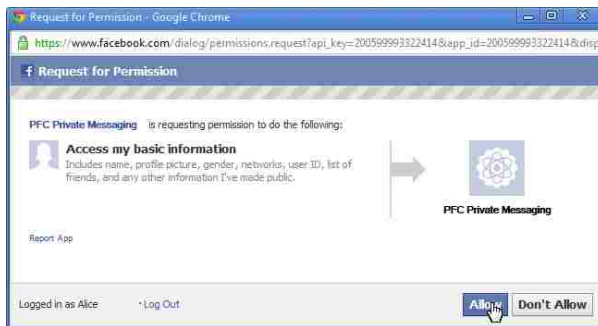 Request for Permission - Google Chrome
https://www.facebook.com/dialog/permissions.request?api_key=200599993322414&app_id=200599993322414&disp
f Request for Permission
PFC Private Messaging is requesting permission to do the following:
Access my basic information
Includes name, profile picture, gender, networks, user ID, list of
friends, and any other information I've made public.
PFC Private Messaging
Report App
Logged in as Alice · Log Out
Allow Don't Allow